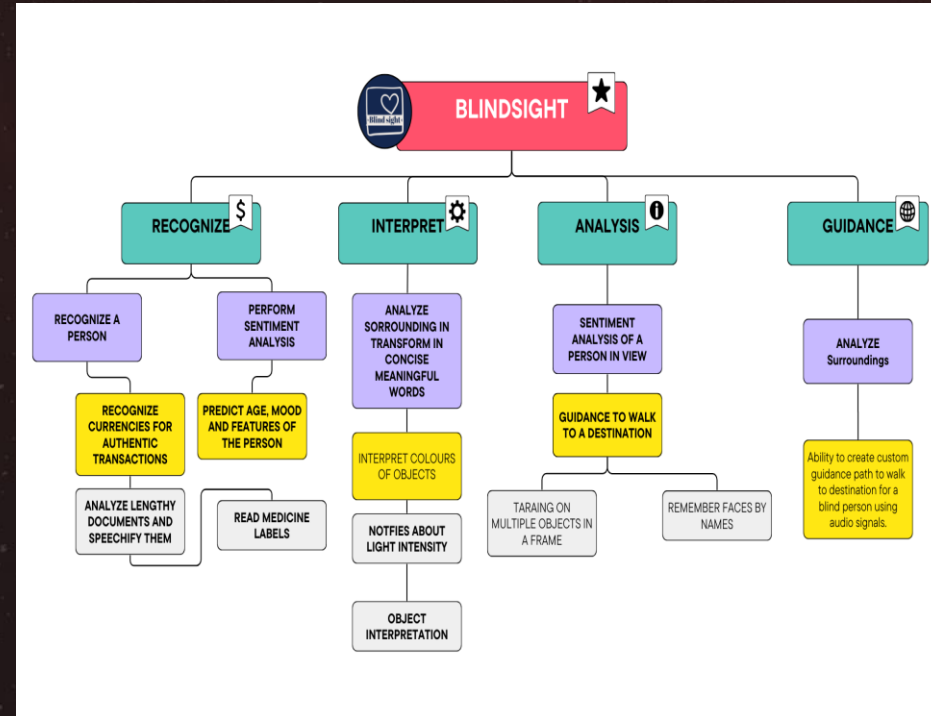 BLINDSIGHT
Blind sight
RECOGNIZE
$
INTERPRET
ANALYSIS
GUIDANCE
RECOGNIZE A
PERSON
PERFORM
SENTIMENT
ANALYSIS
RECOGNIZE
CURRENCIES FOR
AUTHENTIC
TRANSACTIONS
PREDICT AGE, MOOD
AND FEATURES OF
THE PERSON
ANALYZE LENGTHY
DOCUMENTS AND
SPEECHIFY THEM
READ MEDICINE
LABELS
ANALYZE
SORROUNDING IN
TRANSFORM IN
CONCISE
MEANINGFUL
WORDS
INTERPRET COLOURS
OF OBJECTS
NOTFIES ABOUT
LIGHT INTENSITY
OBJECT
INTERPRETATION
SENTIMENT
ANALYSIS OF A
PERSON IN VIEW
GUIDANCE TO WALK
TO A DESTINATION
TARAING ON
MULTIPLE OBJECTS IN
A FRAME
REMEMBER FACES BY
NAMES
ANALYZE
Surroundings
Ability to create custom
guidance path to walk
to destination for a
blind person using
audio signals.